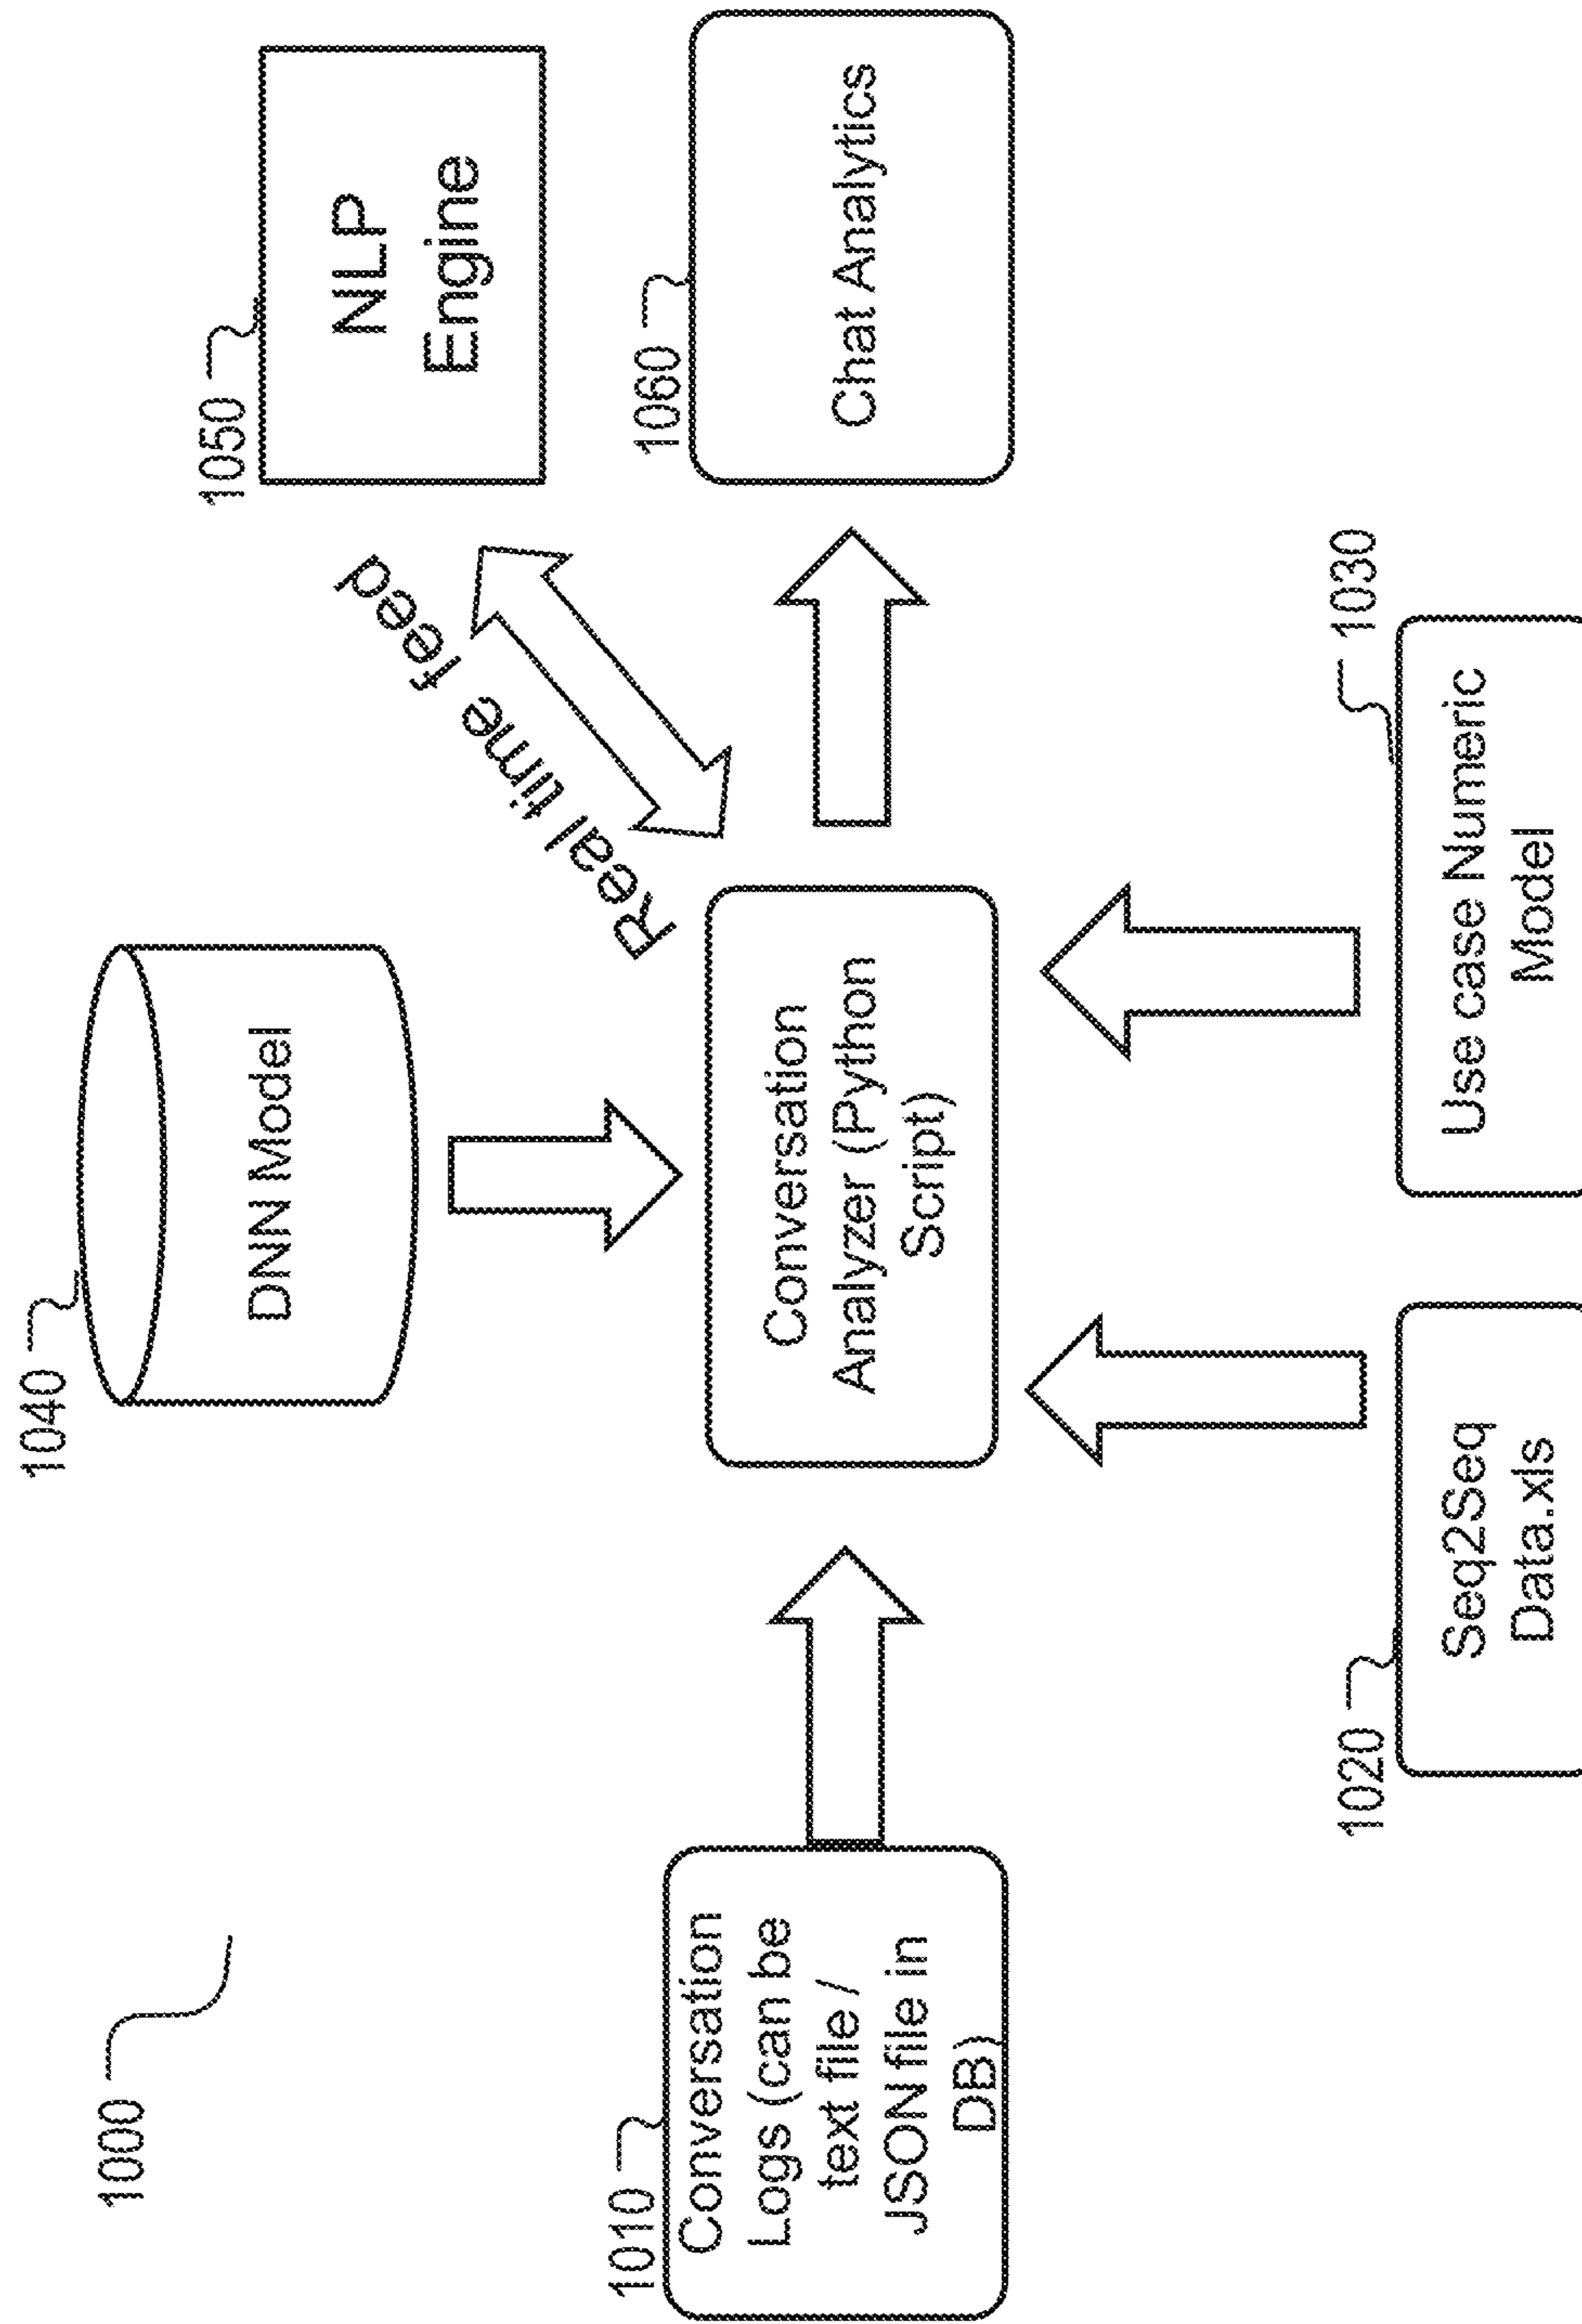 1000
1040
DNN Model
1050
NLP
Engine
Real time feed
1010
Conversation
Logs (can be
text file /
JSON file in
DB)
Conversation
Analyzer (Python
Script)
1060
Chat Analytics
1020
Seq2Seq
Data.xls
1030
Use case Numeric
Model